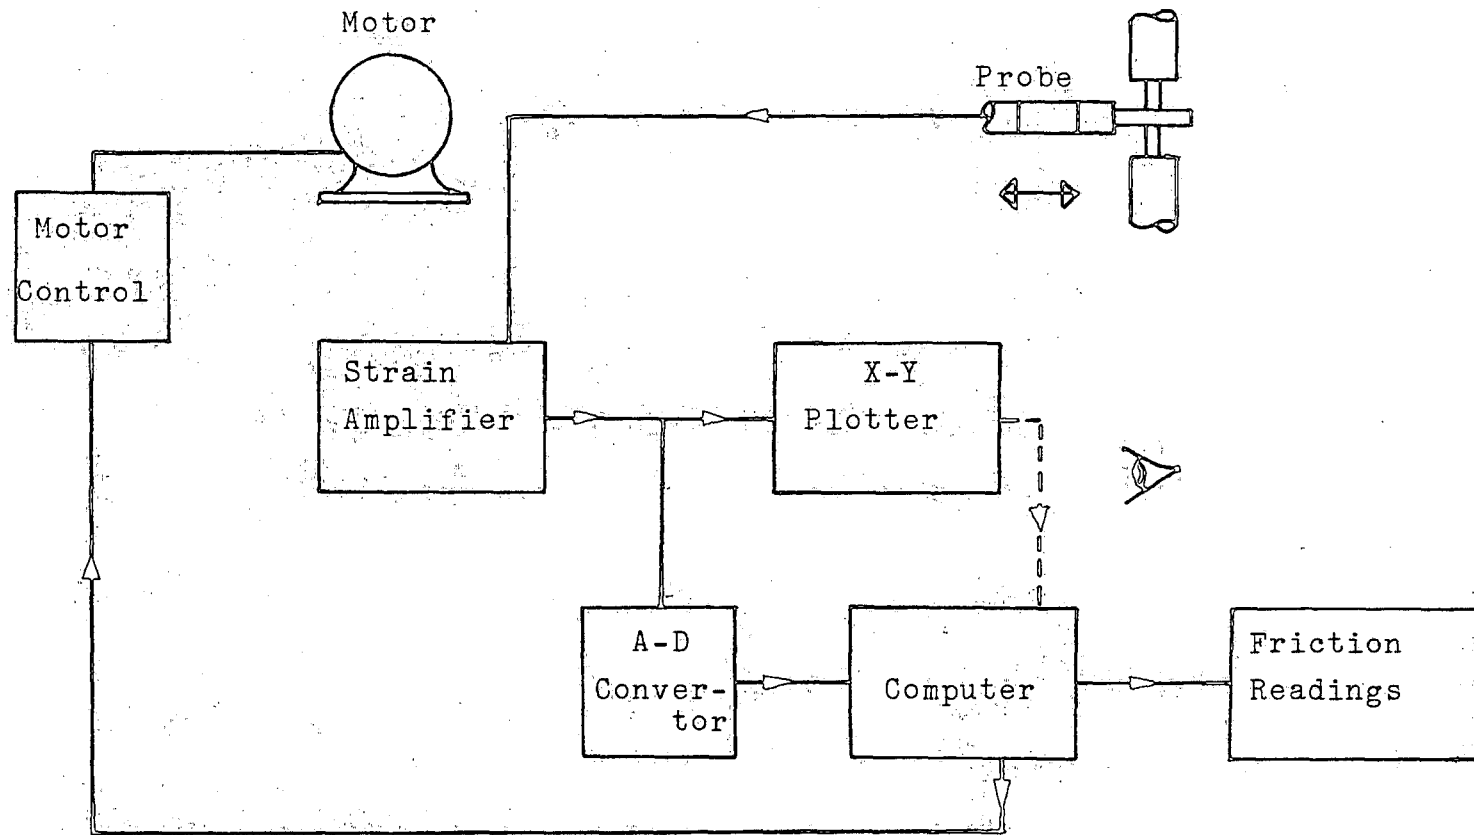 Motor
Probe
Motor
Control
Strain
Amplifier
X-Y
Plotter
A-D
Conver-
tor
Computer
Friction
Readings